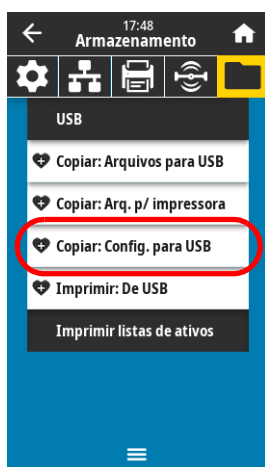 17:48
Armazenamento
USB
Copiar: Arquivos para USB
Copiar: Arq. p/ impressora
Copiar: Config. para USB
Imprimir: De USB
Imprimir listas de ativos